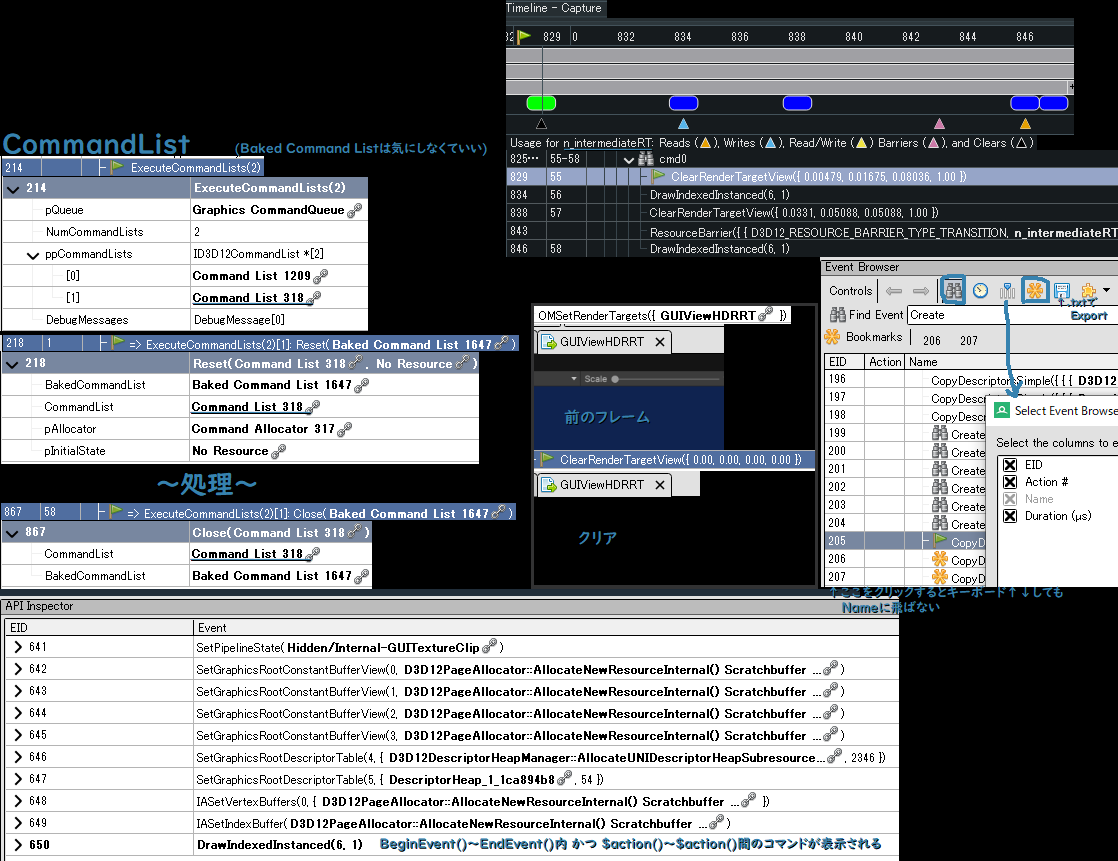 Timeline - Capture
82 829 0 832 834 836 838 840 842 844 846
Usage for n_intermediateRT: Reads (▲), Writes (▲), Read/Write (▲) Barriers (▲), and Clears (△)
825… 55-58 cmd0
829 55 ClearRenderTargetView({ 0.00479, 0.01675, 0.08036, 1.00 })
834 56 DrawIndexedInstanced(6, 1)
838 57 ClearRenderTargetView({ 0.0331, 0.05088, 0.05088, 1.00 })
843 ResourceBarrier({ { D3D12_RESOURCE_BARRIER_TYPE_TRANSITION, n_intermediateRT
846 58 DrawIndexedInstanced(6, 1)
CommandList (Baked Command Listは気にしなくていい)
214 ExecuteCommandLists(2)
214 ExecuteCommandLists(2)
pQueue Graphics CommandQueue
NumCommandLists 2
ppCommandLists ID3D12CommandList *[2]
[0] Command List 1209
[1] Command List 318
DebugMessages DebugMessage[0]
218 1 => ExecuteCommandLists(2)[1]: Reset( Baked Command List 1647 )
218 Reset( Command List 318 , No Resource )
BakedCommandList Baked Command List 1647
CommandList Command List 318
pAllocator Command Allocator 317
pInitialState No Resource
～処理～
867 58 => ExecuteCommandLists(2)[1]: Close( Baked Command List 1647 )
867 Close( Command List 318 )
CommandList Command List 318
BakedCommandList Baked Command List 1647
OMSetRenderTargets({ GUIViewHDRRT })
GUIViewHDRRT
Scale
前のフレーム
ClearRenderTargetView({ 0.00, 0.00, 0.00, 0.00 })
GUIViewHDRRT
クリア
Event Browser
Controls
↑.txtで
Export
Find Event Create
Bookmarks 206 207
EID Action Name
196 CopyDescriptorsSimple({ { { D3D12
197 CopyDesc
198 CopyDesc
199 Create
200 Create
201 Create
202 Create
203 Create
204 Create
205 CopyD
206 CopyD
207 CopyD
Select Event Browse
Select the columns to e
EID
Action #
Name
Duration (μs)
↑ここをクリックするとキーボード↑↓しても
Nameに飛ばない
API Inspector
EID Event
641 SetPipelineState( Hidden/Internal-GUITextureClip )
642 SetGraphicsRootConstantBufferView(0, D3D12PageAllocator::AllocateNewResourceInternal() Scratchbuffer ... )
643 SetGraphicsRootConstantBufferView(1, D3D12PageAllocator::AllocateNewResourceInternal() Scratchbuffer ... )
644 SetGraphicsRootConstantBufferView(2, D3D12PageAllocator::AllocateNewResourceInternal() Scratchbuffer ... )
645 SetGraphicsRootConstantBufferView(3, D3D12PageAllocator::AllocateNewResourceInternal() Scratchbuffer ... )
646 SetGraphicsRootDescriptorTable(4, { D3D12DescriptorHeapManager::AllocateUNIDescriptorHeapSubresource... , 2346 })
647 SetGraphicsRootDescriptorTable(5, { DescriptorHeap_1_1ca894b8 , 54 })
648 IASetVertexBuffers(0, { D3D12PageAllocator::AllocateNewResourceInternal() Scratchbuffer ... })
649 IASetIndexBuffer( D3D12PageAllocator::AllocateNewResourceInternal() Scratchbuffer ... )
650 DrawIndexedInstanced(6, 1) BeginEvent()～EndEvent()内 かつ $action()～$action()間のコマンドが表示される